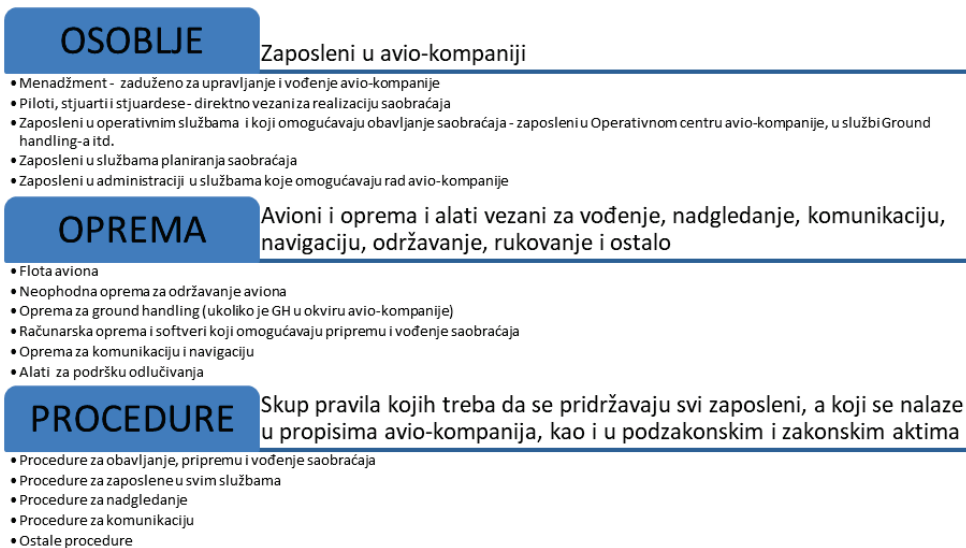 OSOBLJE
Zaposleni u avio-kompaniji
• Menadžment - zaduženo za upravljanje i vođenje avio-kompanije
• Piloti, stjuarti i stjuardese - direktno vezani za realizaciju saobraćaja
• Zaposleni u operativnim službama i koji omogućavaju obavljanje saobraćaja - zaposleni u Operativnom centru avio-kompanije, u službi Ground
handling-a itd.
• Zaposleni u službama planiranja saobraćaja
• Zaposleni u administraciji u službama koje omogućavaju rad avio-kompanije
OPREMA
Avioni i oprema i alati vezani za vođenje, nadgledanje, komunikaciju,
navigaciju, održavanje, rukovanje i ostalo
• Flota aviona
• Neophodna oprema za održavanje aviona
• Oprema za ground handling (ukoliko je GH u okviru avio-kompanije)
• Računarska oprema i softveri koji omogućavaju pripremu i vođenje saobraćaja
• Oprema za komunikaciju i navigaciju
• Alati za podršku odlučivanja
PROCEDURE
Skup pravila kojih treba da se pridržavaju svi zaposleni, a koji se nalaze
u propisima avio-kompanija, kao i u podzakonskim i zakonskim aktima
• Procedure za obavljanje, pripremu i vođenje saobraćaja
• Procedure za zaposlene u svim službama
• Procedure za nadgledanje
• Procedure za komunikaciju
• Ostale procedure